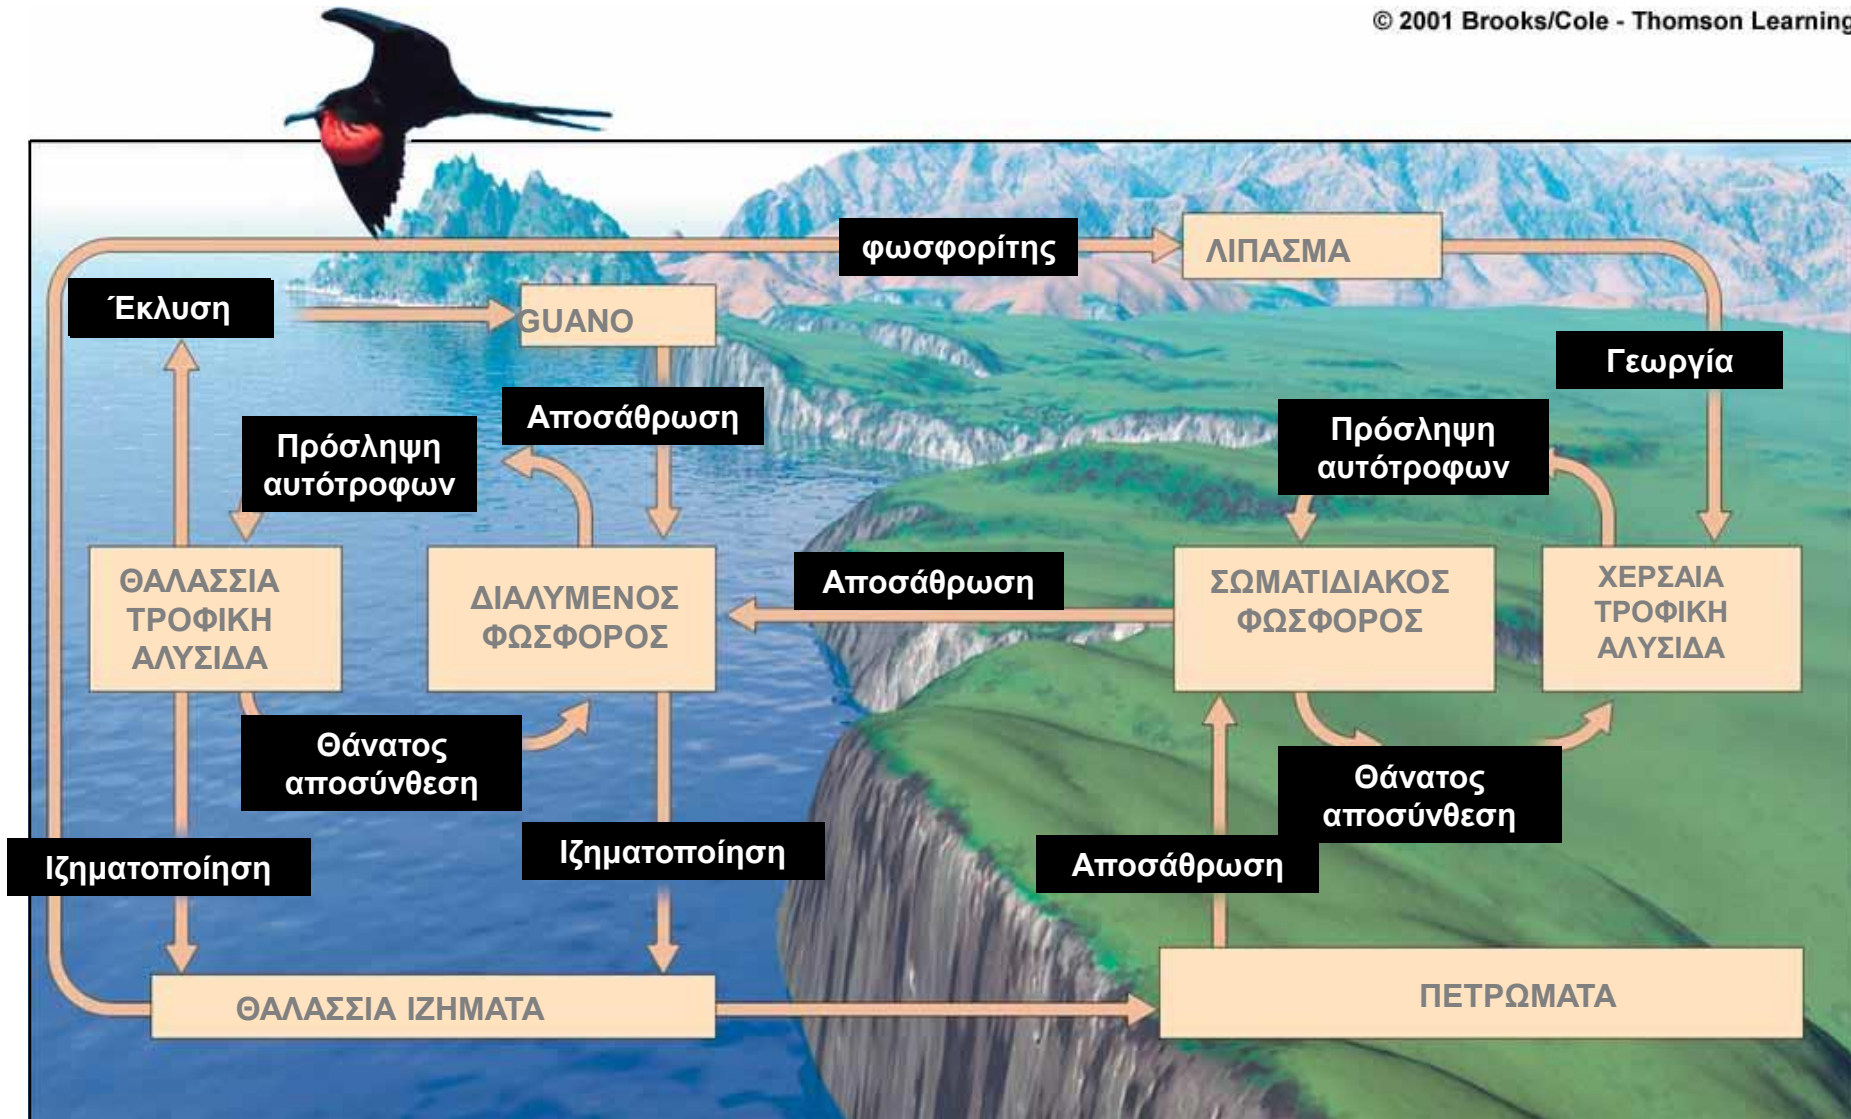 © 2001 Brooks/Cole - Thomson Learning
φωσφορίτης
ΛΙΠΑΣΜΑ
Έκλυση
GUANO
Γεωργία
Αποσάθρωση
Πρόσληψη
αυτότροφων
Πρόσληψη
αυτότροφων
ΘΑΛΑΣΣΙΑ
ΤΡΟΦΙΚΗ
ΑΛΥΣΙΔΑ
ΔΙΑΛΥΜΕΝΟΣ
ΦΩΣΦΟΡΟΣ
Αποσάθρωση
ΣΩΜΑΤΙΔΙΑΚΟΣ
ΦΩΣΦΟΡΟΣ
ΧΕΡΣΑΙΑ
ΤΡΟΦΙΚΗ
ΑΛΥΣΙΔΑ
Θάνατος
αποσύνθεση
Θάνατος
αποσύνθεση
Ιζηματοποίηση
Ιζηματοποίηση
Αποσάθρωση
ΘΑΛΑΣΣΙΑ ΙΖΗΜΑΤΑ
ΠΕΤΡΩΜΑΤΑ